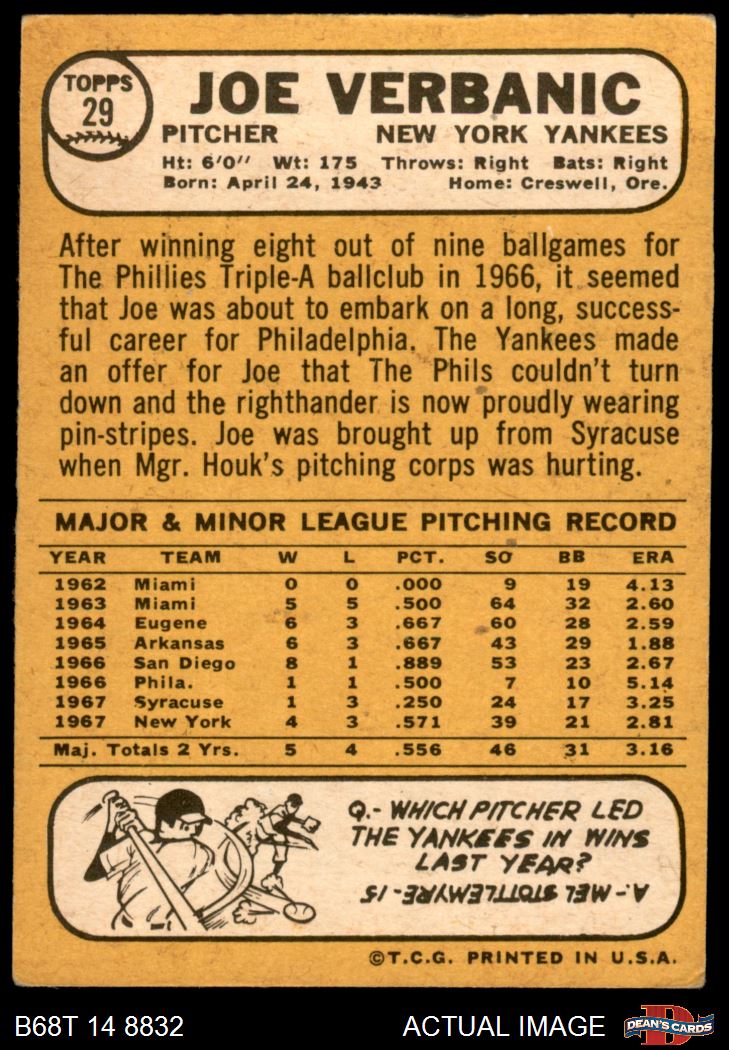 TOPPS
29
JOE VERBANIC
PITCHER NEW YORK YANKEES
Ht: 6'0" Wt: 175 Throws: Right Bats: Right
Born: April 24, 1943 Home: Creswell, Ore.
After winning eight out of nine ballgames for
The Phillies Triple-A ballclub in 1966, it seemed
that Joe was about to embark on a long, success-
ful career for Philadelphia. The Yankees made
an offer for Joe that The Phils couldn't turn
down and the righthander is now proudly wearing
pin-stripes. Joe was brought up from Syracuse
when Mgr. Houk's pitching corps was hurting.
MAJOR & MINOR LEAGUE PITCHING RECORD
YEAR TEAM W L PCT. SO BB ERA
1962 Miami 0 0 .000 9 19 4.13
1963 Miami 5 5 .500 64 32 2.60
1964 Eugene 6 3 .667 60 28 2.59
1965 Arkansas 6 3 .667 43 29 1.88
1966 San Diego 8 1 .889 53 23 2.67
1966 Phila. 1 1 .500 7 10 5.14
1967 Syracuse 1 3 .250 24 17 3.25
1967 New York 4 3 .571 39 21 2.81
Maj. Totals 2 Yrs. 5 4 .556 46 31 3.16
Q.- WHICH PITCHER LED
THE YANKEES IN WINS
LAST YEAR?
A.- MEL STOTTLEMYRE - 15
©T.C.G. PRINTED IN U.S.A.
B68T 14 8832 ACTUAL IMAGE
DEAN'S CARDS